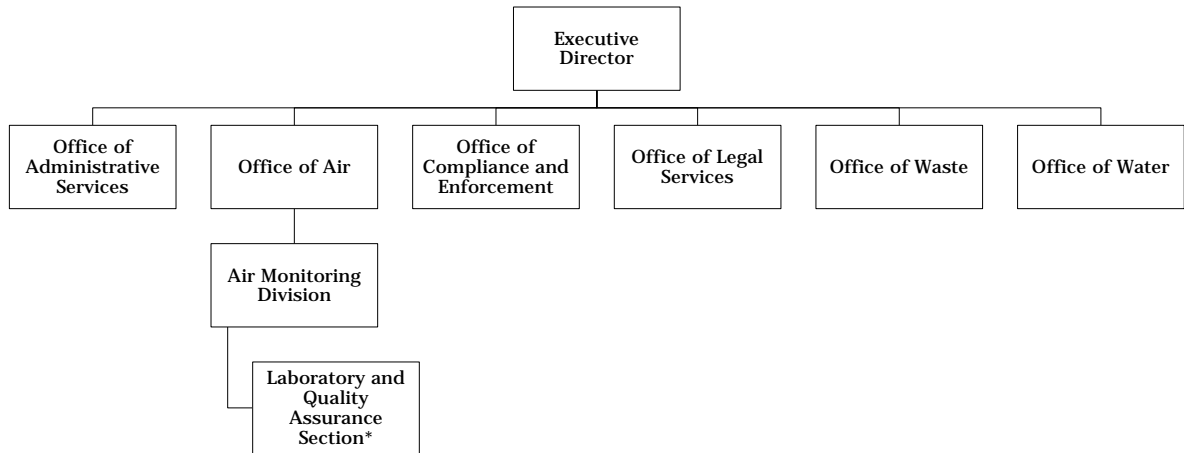 Executive
Director
Office of
Administrative
Services
Office of Air
Office of
Compliance and
Enforcement
Office of Legal
Services
Office of Waste
Office of Water
Air Monitoring
Division
Laboratory and
Quality
Assurance
Section*